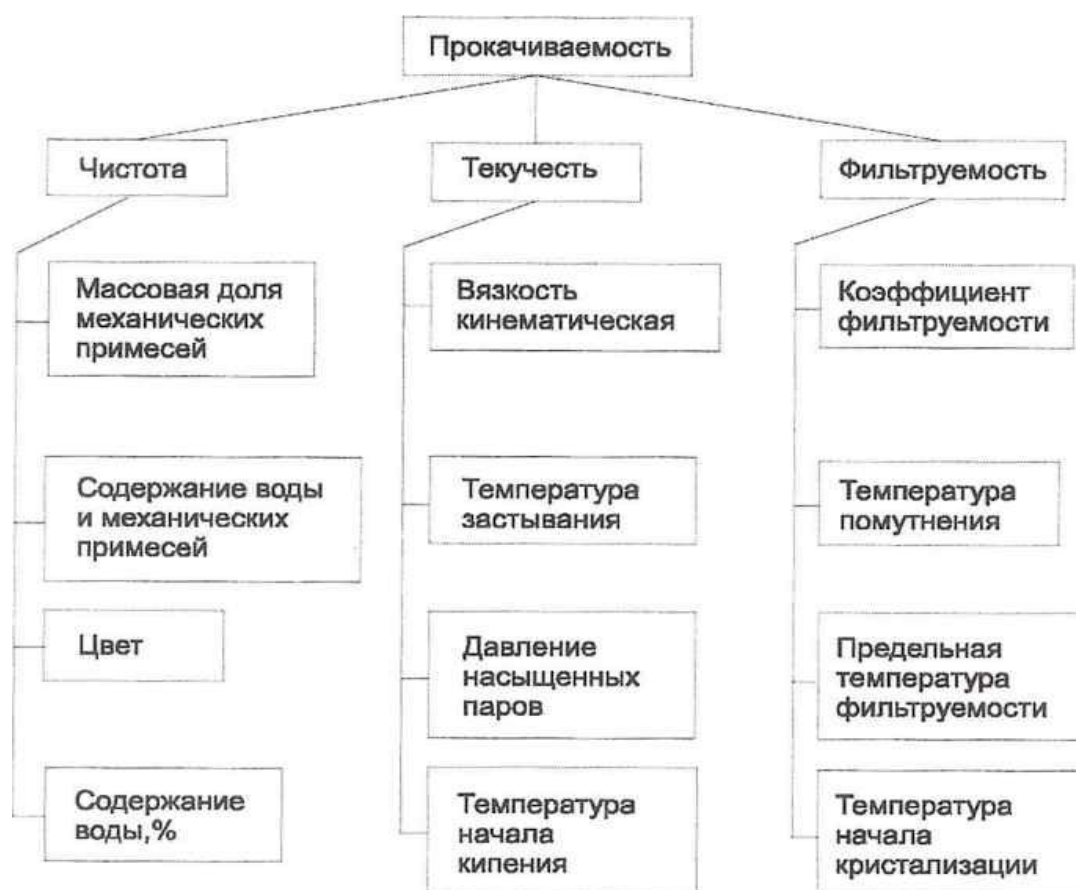 Прокачиваемость
Чистота
Текучесть
Фильтруемость
Массовая доля
механических
примесей
Вязкость
кинематическая
Коэффициент
фильтруемости
Содержание воды
и механических
примесей
Температура
застывания
Температура
помутнения
Цвет
Давление
насыщенных
паров
Предельная
температура
фильтруемости
Содержание
воды,%
Температура
начала
кипения
Температура
начала
кристализации